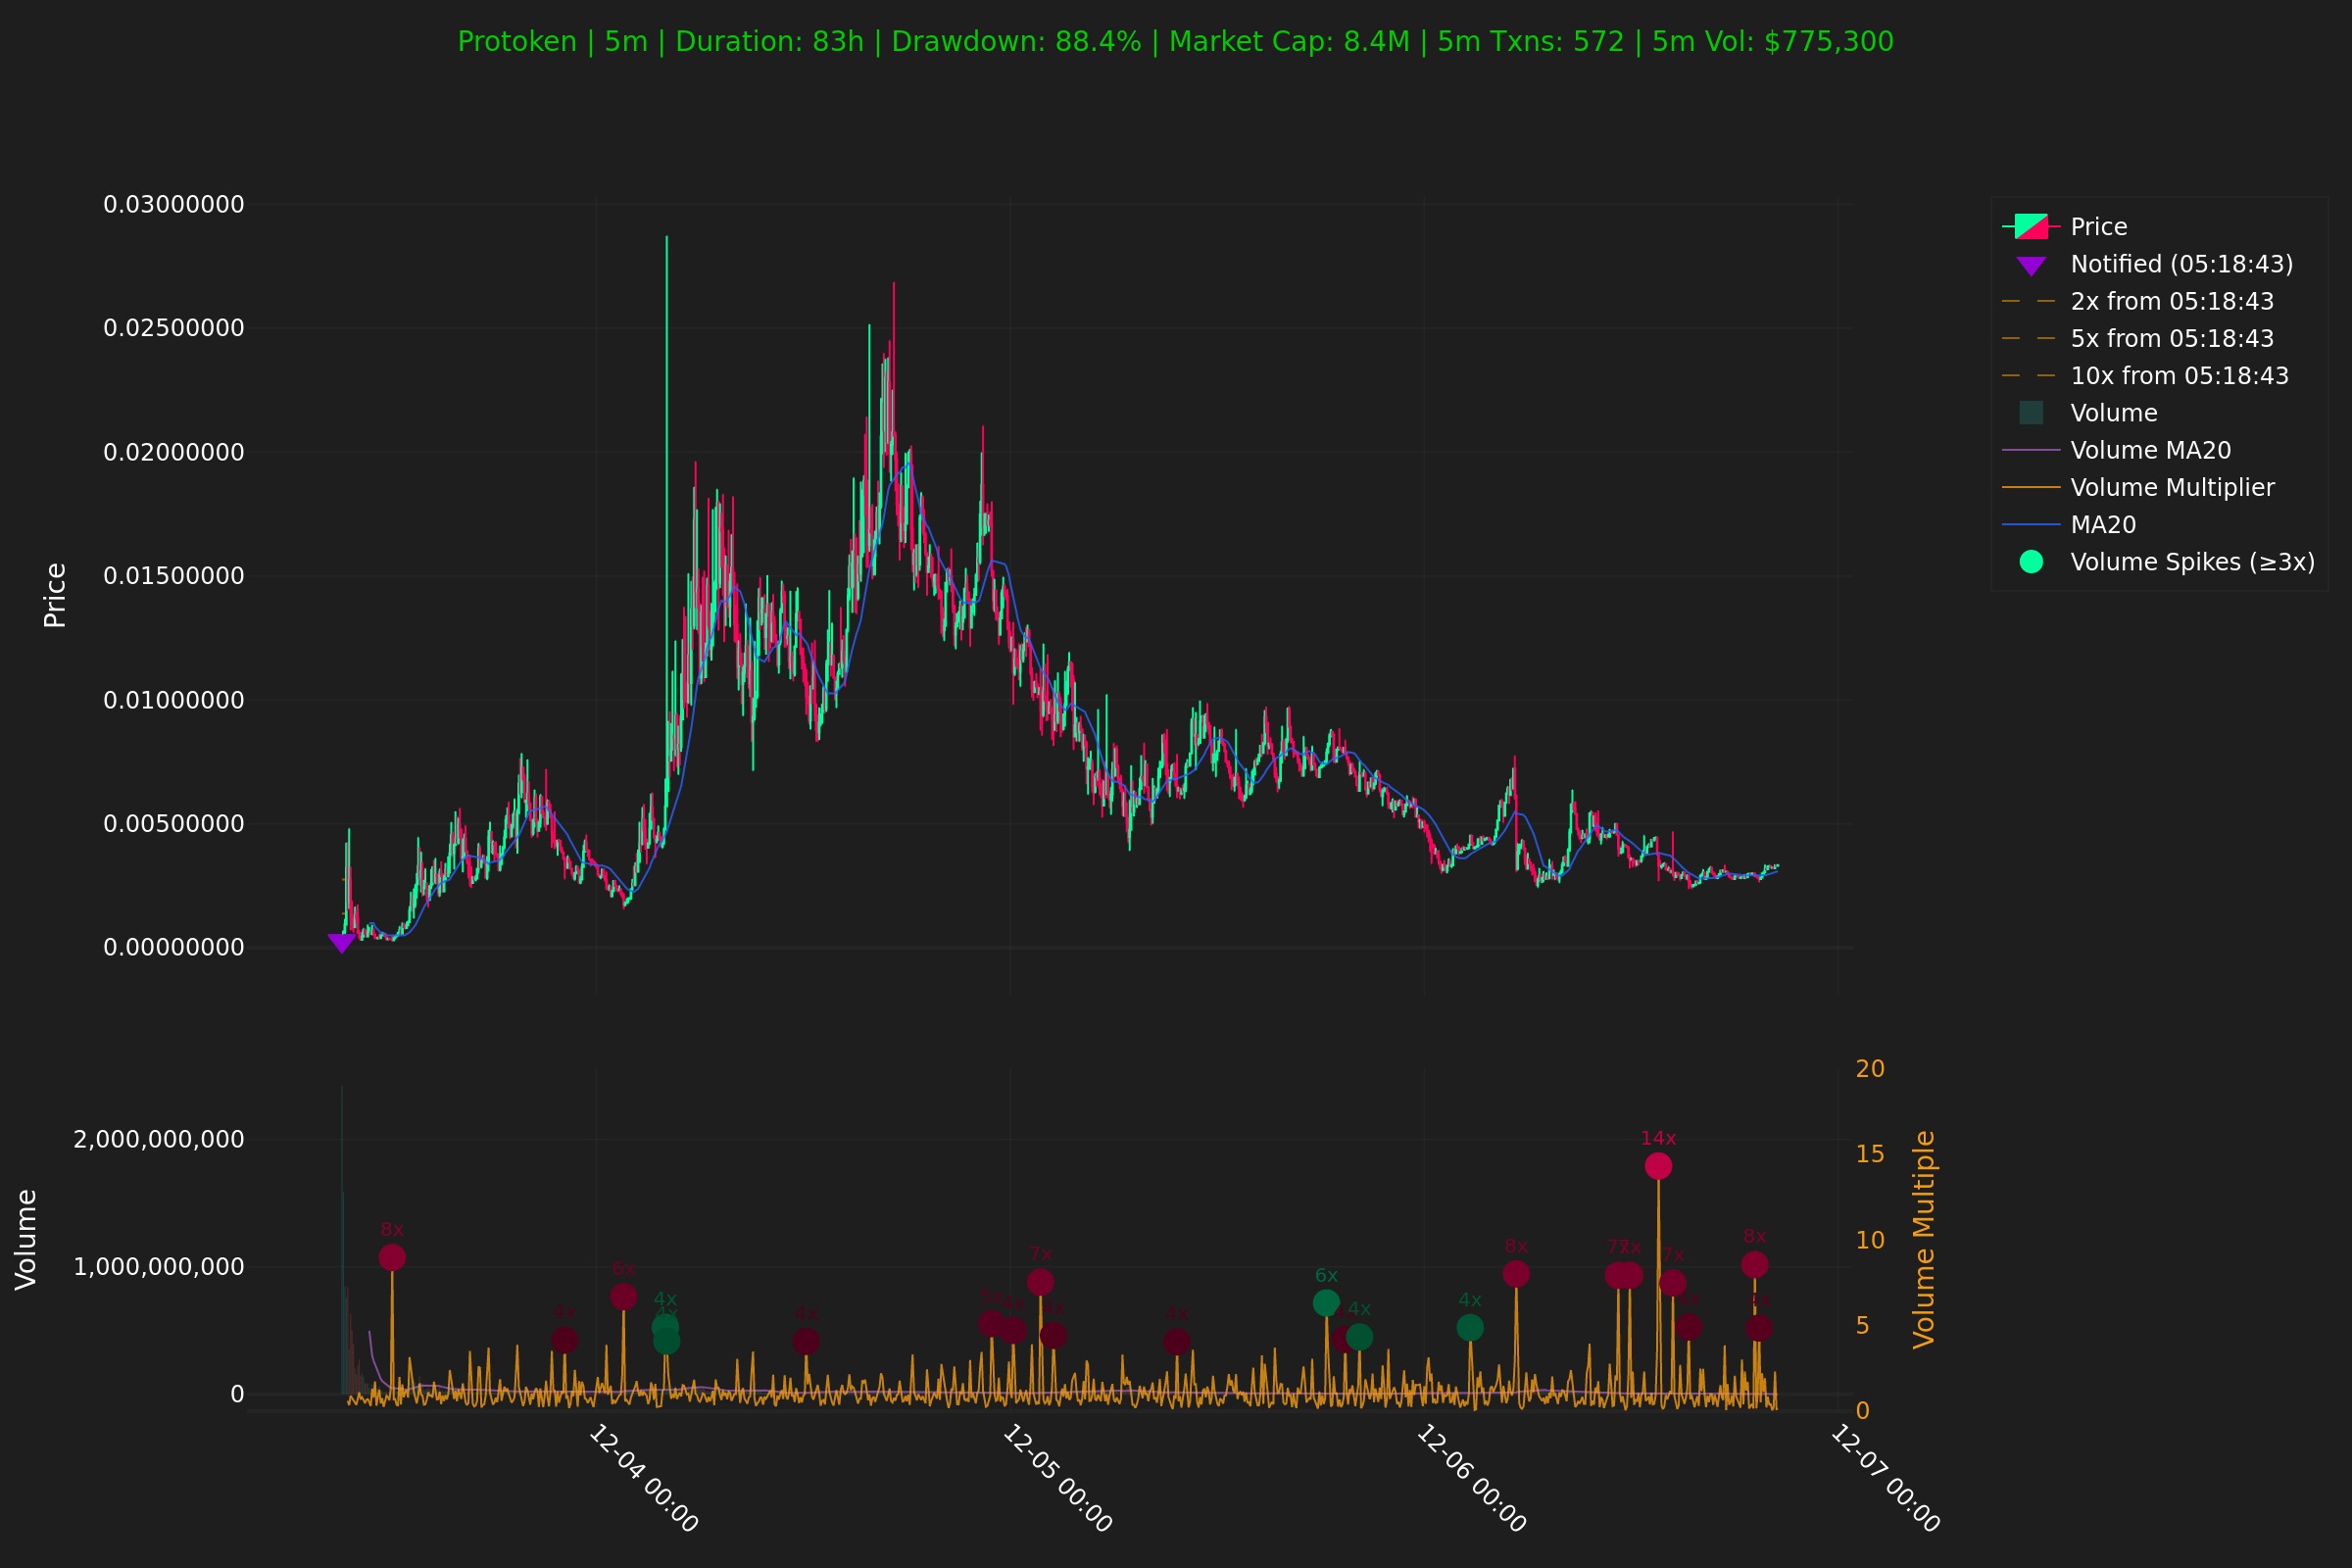 Protoken | 5m | Duration: 83h | Drawdown: 88.4% | Market Cap: 8.4M | 5m Txns: 572 | 5m Vol: $775,300
0.03000000
0.02500000
0.02000000
0.01500000
0.01000000
0.00500000
0.00000000
Price
Price
Notified (05:18:43)
2x from 05:18:43
5x from 05:18:43
10x from 05:18:43
Volume
Volume MA20
Volume Multiplier
MA20
Volume Spikes (≥3x)
2,000,000,000
1,000,000,000
0
Volume
8x
4x
6x
4x
4x
4x
7x
4x
6x
4x
4x
8x
14x
7x
8x
20
15
10
5
0
Volume Multiple
12-04 00:00
12-05 00:00
12-06 00:00
12-07 00:00